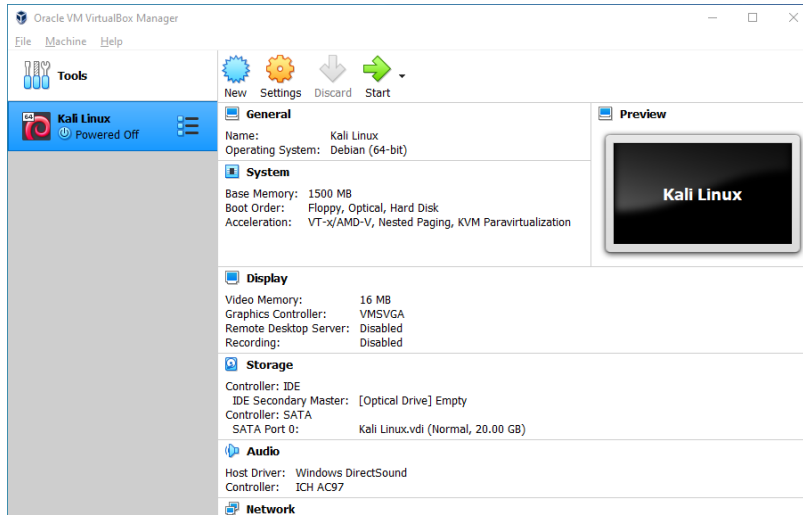 Oracle VM VirtualBox Manager
File Machine Help
Tools
New Settings Discard Start
64
Kali Linux
Powered Off
General
Name: Kali Linux
Operating System: Debian (64-bit)
Preview
Kali Linux
System
Base Memory: 1500 MB
Boot Order: Floppy, Optical, Hard Disk
Acceleration: VT-x/AMD-V, Nested Paging, KVM Paravirtualization
Display
Video Memory: 16 MB
Graphics Controller: VMSVGA
Remote Desktop Server: Disabled
Recording: Disabled
Storage
Controller: IDE
IDE Secondary Master: [Optical Drive] Empty
Controller: SATA
SATA Port 0: Kali Linux.vdi (Normal, 20.00 GB)
Audio
Host Driver: Windows DirectSound
Controller: ICH AC97
Network